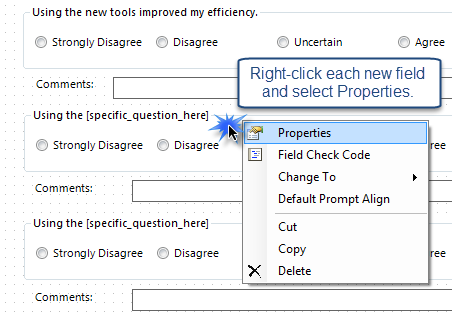 Using the new tools improved my efficiency.
Strongly Disagree Disagree Uncertain Agree
Comments:
Right-click each new field
and select Properties.
Using the [specific_question_here]
Strongly Disagree Disagree
Properties
Field Check Code
Change To
Default Prompt Align
Cut
Copy
Delete
Comments:
Using the [specific_question_here]
Strongly Disagree Disagree
Comments: